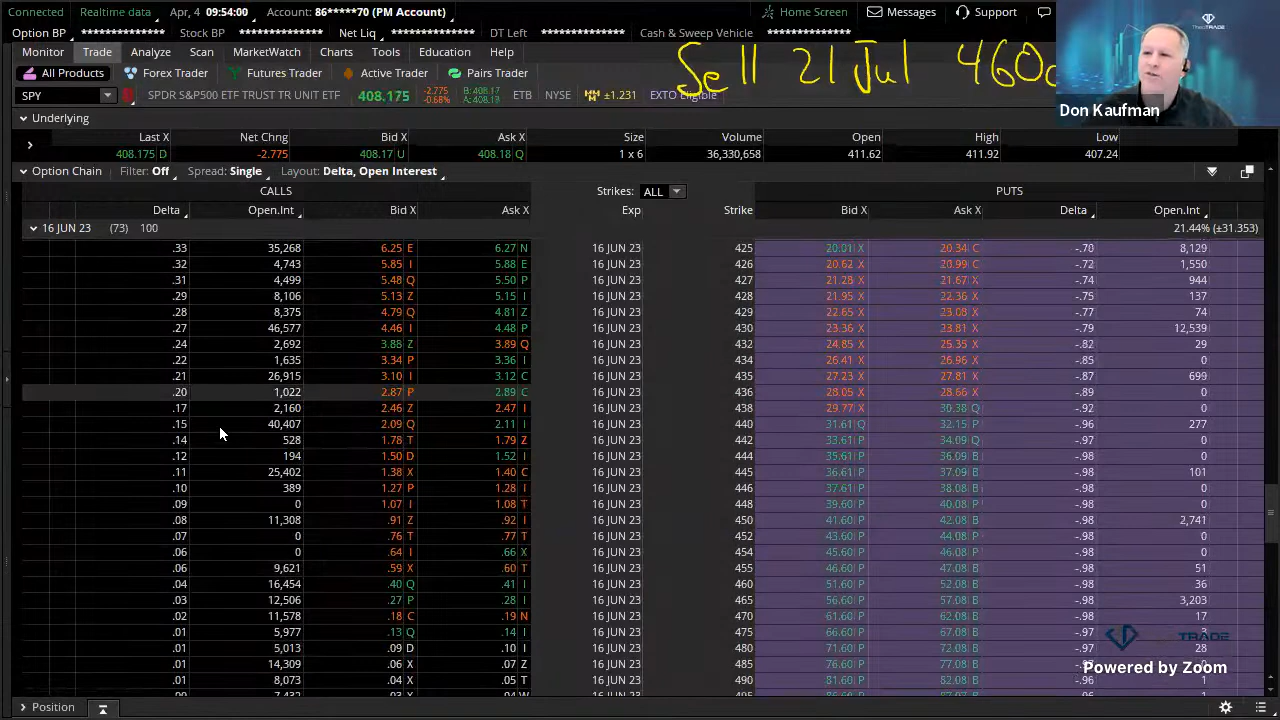 Connected Realtime data Apr, 4 09:54:00 Account: 86*****70 (PM Account) Home Screen Messages Support
Option BP ************** Stock BP ************** Net Liq ************** DT Left ************** Cash & Sweep Vehicle **************
Monitor Trade Analyze Scan MarketWatch Charts Tools Education Help
Sell 21 Jul 460c
All Products Forex Trader Futures Trader Active Trader Pairs Trader
SPY SPDR S&P500 ETF TRUST TR UNIT ETF 408.175 -2.775 -0.68% B: 408.17 A: 408.19 ETB NYSE ±1.231 EXTO Eligible
Don Kaufman
Underlying
Last X Net Chng Bid X Ask X Size Volume Open High Low
408.175 D -2.775 408.17 U 408.18 Q 1 x 6 36,330,658 411.62 411.92 407.24
Option Chain Filter: Off Spread: Single Layout: Delta, Open Interest
CALLS Strikes: ALL PUTS
Delta Open.Int Bid X Ask X Exp Strike Bid X Ask X Delta Open.Int
16 JUN 23 (73) 100 21.44% (±31.353)
.33 35,268 6.25 E 6.27 N 16 JUN 23 425 20.01 X 20.34 C -.70 8,129
.32 4,743 5.85 I 5.88 E 16 JUN 23 426 20.62 X 20.99 C -.72 1,550
.31 4,499 5.48 Q 5.50 P 16 JUN 23 427 21.28 X 21.67 X -.74 944
.29 8,106 5.13 Z 5.15 I 16 JUN 23 428 21.95 X 22.36 X -.75 137
.28 8,375 4.79 Q 4.81 Z 16 JUN 23 429 22.65 X 23.08 X -.77 74
.27 46,577 4.46 I 4.48 P 16 JUN 23 430 23.36 X 23.81 X -.79 12,539
.24 2,692 3.88 Z 3.89 Q 16 JUN 23 432 24.85 X 25.35 X -.82 29
.22 1,635 3.34 P 3.36 I 16 JUN 23 434 26.41 X 26.96 X -.85 0
.21 26,915 3.10 I 3.12 C 16 JUN 23 435 27.23 X 27.81 X -.87 699
.20 1,022 2.87 P 2.89 C 16 JUN 23 436 28.05 X 28.66 X -.89 0
.17 2,160 2.46 Z 2.47 I 16 JUN 23 438 29.77 X 30.38 Q -.92 0
.15 40,407 2.09 Q 2.11 I 16 JUN 23 440 31.61 Q 32.15 P -.96 277
.14 528 1.78 T 1.79 Z 16 JUN 23 442 33.61 P 34.09 Q -.97 0
.12 194 1.50 D 1.52 I 16 JUN 23 444 35.61 P 36.09 B -.98 0
.11 25,402 1.38 X 1.40 C 16 JUN 23 445 36.61 P 37.09 B -.98 101
.10 389 1.27 P 1.28 I 16 JUN 23 446 37.61 P 38.08 B -.98 0
.09 0 1.07 I 1.08 T 16 JUN 23 448 39.60 P 40.08 P -.98 0
.08 11,308 .91 Z .92 I 16 JUN 23 450 41.60 P 42.08 B -.98 2,741
.07 0 .76 T .77 T 16 JUN 23 452 43.60 P 44.08 P -.98 0
.06 0 .64 I .66 X 16 JUN 23 454 45.60 P 46.08 P -.98 0
.06 9,621 .59 X .60 T 16 JUN 23 455 46.60 P 47.08 B -.98 51
.04 16,454 .40 Q .41 I 16 JUN 23 460 51.60 P 52.08 B -.98 36
.03 12,506 .27 P .28 I 16 JUN 23 465 56.60 P 57.08 B -.98 3,203
.02 11,578 .18 C .19 N 16 JUN 23 470 61.60 P 62.08 B -.98 17
.01 5,977 .13 Q .14 I 16 JUN 23 475 66.60 P 67.08 B -.97
.01 5,013 .09 D .10 I 16 JUN 23 480 71.60 P 72.08 B -.97 28
.01 14,309 .06 X .07 Z 16 JUN 23 485 76.60 P 77.08 B
.01 8,073 .04 X .05 T 16 JUN 23 490 81.60 P 82.08 B -.96 1
Powered by Zoom
Position